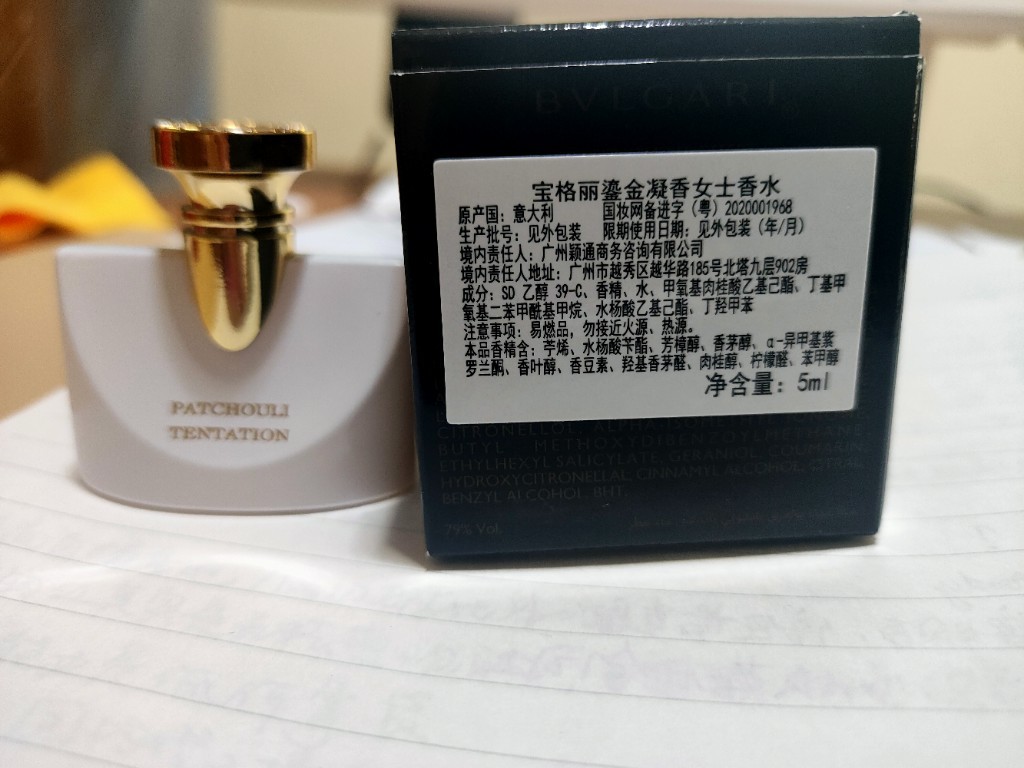 PATCHOULI
TENTATION
BVLGARI
宝格丽鎏金凝香女士香水
原产国：意大利 国妆网备进字（粤）2020001968
生产批号：见外包装 限期使用日期：见外包装（年/月）
境内责任人：广州颖通商务咨询有限公司
境内责任人地址：广州市越秀区越华路185号北塔九层902房
成分：SD 乙醇 39-C、香精、水、甲氧基肉桂酸乙基己酯、丁基甲
氧基二苯甲酰基甲烷、水杨酸乙基己酯、丁羟甲苯
注意事项：易燃品，勿接近火源、热源。
本品香精含：苧烯、水杨酸苄酯、芳樟醇、香茅醇、α-异甲基紫
罗兰酮、香叶醇、香豆素、羟基香茅醛、肉桂醇、柠檬醛、苯甲醇
净含量：5ml
CITRONELLOL, ALPHA-ISOMETHYL
BUTYL METHOXYDIBENZOYLMETHANE
ETHYLHEXYL SALICYLATE, GERANIOL, COUMARIN
HYDROXYCITRONELLAL, CINNAMYL ALCOHOL, CITRAL
BENZYL ALCOHOL, BHT
79% Vol